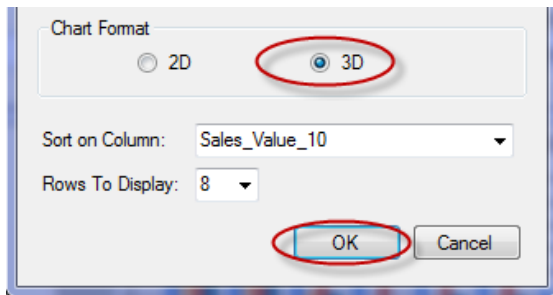 Chart Format
2D 3D
Sort on Column: Sales_Value_10
Rows To Display: 8
OK Cancel